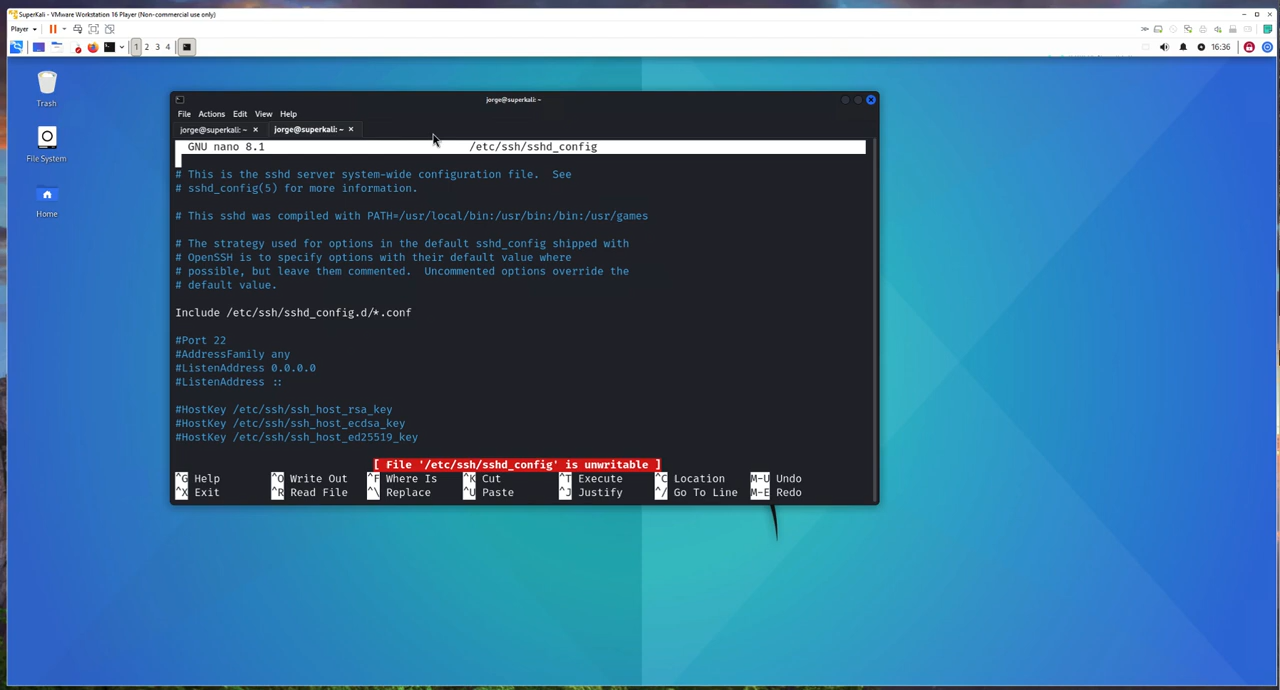 SuperKali - VMware Workstation 16 Player (Non-commercial use only)
Player
1 2 3 4
16:36
Trash
File System
Home
jorge@superkali: ~
File Actions Edit View Help
jorge@superkali: ~ × jorge@superkali: ~ ×
GNU nano 8.1 /etc/ssh/sshd_config
# This is the sshd server system-wide configuration file.  See
# sshd_config(5) for more information.
# This sshd was compiled with PATH=/usr/local/bin:/usr/bin:/bin:/usr/games
# The strategy used for options in the default sshd_config shipped with
# OpenSSH is to specify options with their default value where
# possible, but leave them commented.  Uncommented options override the
# default value.
Include /etc/ssh/sshd_config.d/*.conf
#Port 22
#AddressFamily any
#ListenAddress 0.0.0.0
#ListenAddress ::
#HostKey /etc/ssh/ssh_host_rsa_key
#HostKey /etc/ssh/ssh_host_ecdsa_key
#HostKey /etc/ssh/ssh_host_ed25519_key
[ File '/etc/ssh/sshd_config' is unwritable ]
^G Help ^O Write Out ^F Where Is ^K Cut ^T Execute ^C Location M-U Undo
^X Exit ^R Read File ^\ Replace ^U Paste ^J Justify ^/ Go To Line M-E Redo